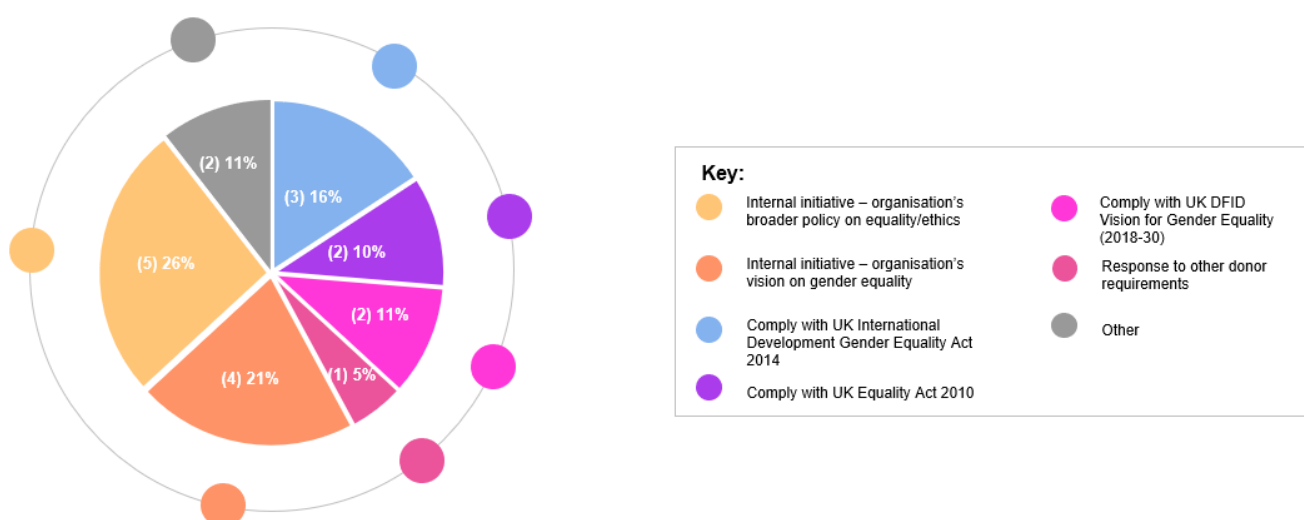 (2) 11%
(3) 16%
(2) 10%
(5) 26%
(2) 11%
(1) 5%
(4) 21%
Key:
Internal initiative – organisation's
broader policy on equality/ethics
Internal initiative – organisation's
vision on gender equality
Comply with UK International
Development Gender Equality Act
2014
Comply with UK Equality Act 2010
Comply with UK DFID
Vision for Gender Equality
(2018-30)
Response to other donor
requirements
Other